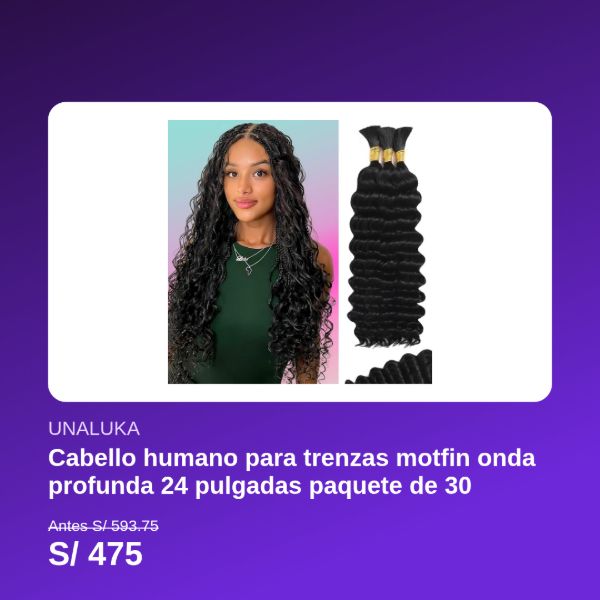 UNALUKA
Cabello humano para trenzas motfin onda
profunda 24 pulgadas paquete de 30
Antes S/ 593.75
S/ 475